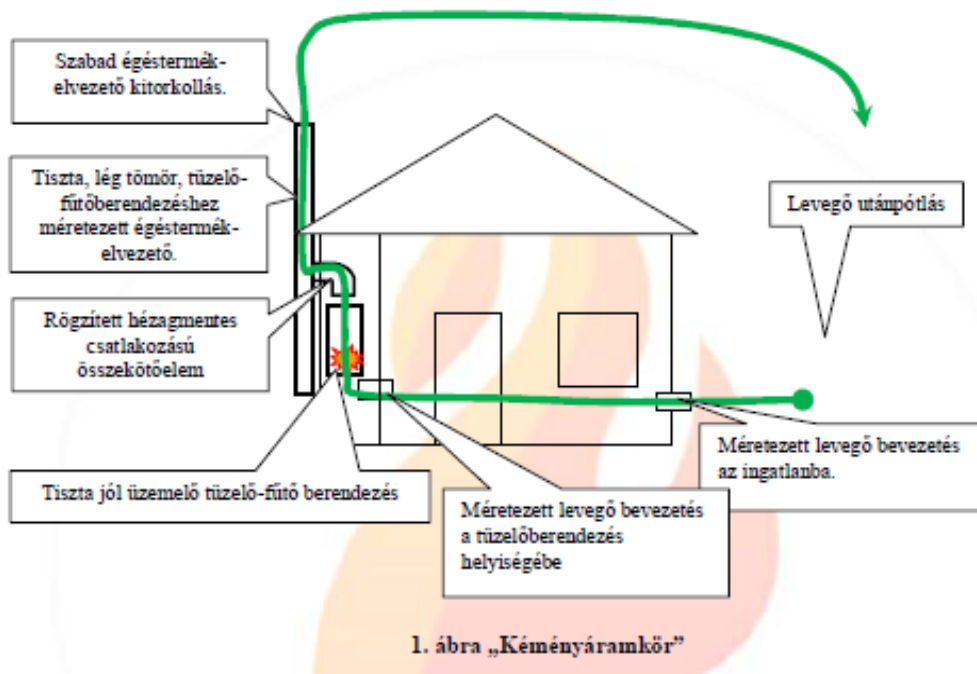 Szabad égéstermék-
elvezető kitorkollás.
Tiszta, lég tömör, tüzelő-
fűtőberendezéshez
méretezett égéstermék-
elvezető.
Levegő utánpótlás
Rögzített hézagmentes
csatlakozású
összekötőelem
Méretezett levegő bevezetés
az ingatlanba.
Tiszta jól üzemelő tüzelő-fűtő berendezés
Méretezett levegő bevezetés
a tüzelőberendezés
helyiségébe
1. ábra „Kéményáramkör”